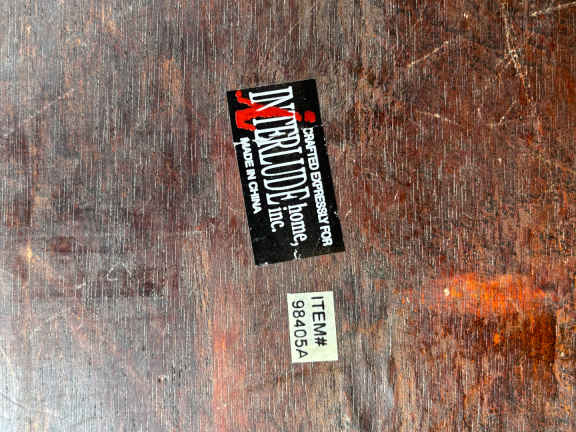 CRAFTED EXPRESSLY FOR
INTERLUDE
home, inc.
MADE IN CHINA
ITEM#
98405A